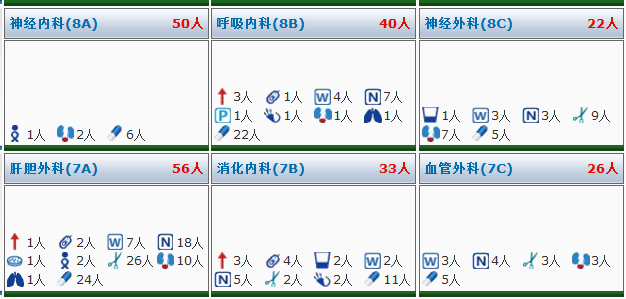 神经内科(8A) 50人
呼吸内科(8B) 40人
神经外科(8C) 22人
1人 2人 6人
3人 1人 W 4人 N 7人
P 1人 1人 1人 1人
22人
1人 W 3人 N 3人 9人
7人 5人
肝胆外科(7A) 56人
消化内科(7B) 33人
血管外科(7C) 26人
1人 2人 W 7人 N 18人
1人 2人 26人 10人
1人 24人
3人 4人 2人 W 2人
N 5人 2人 2人 11人
W 3人 N 4人 3人 3人
5人